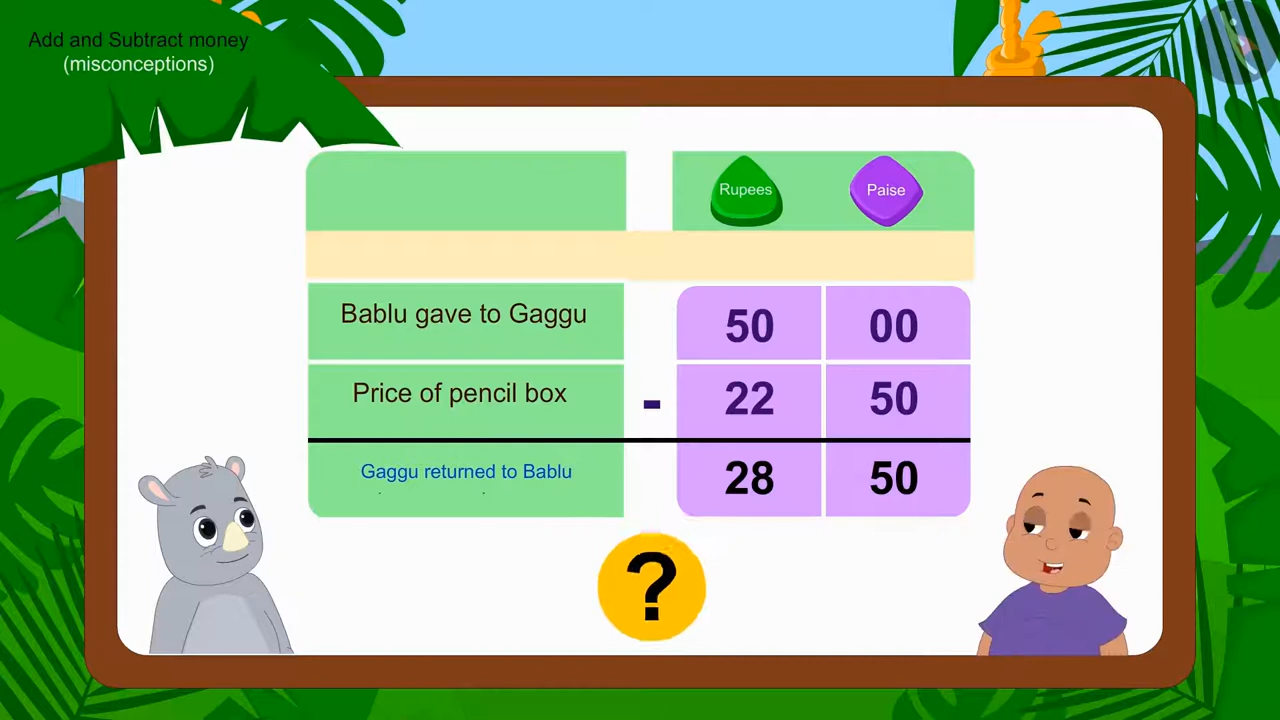 Add and Subtract money
(misconceptions)
Rupees Paise
Bablu gave to Gaggu 50 00
Price of pencil box - 22 50
Gaggu returned to Bablu 28 50
?